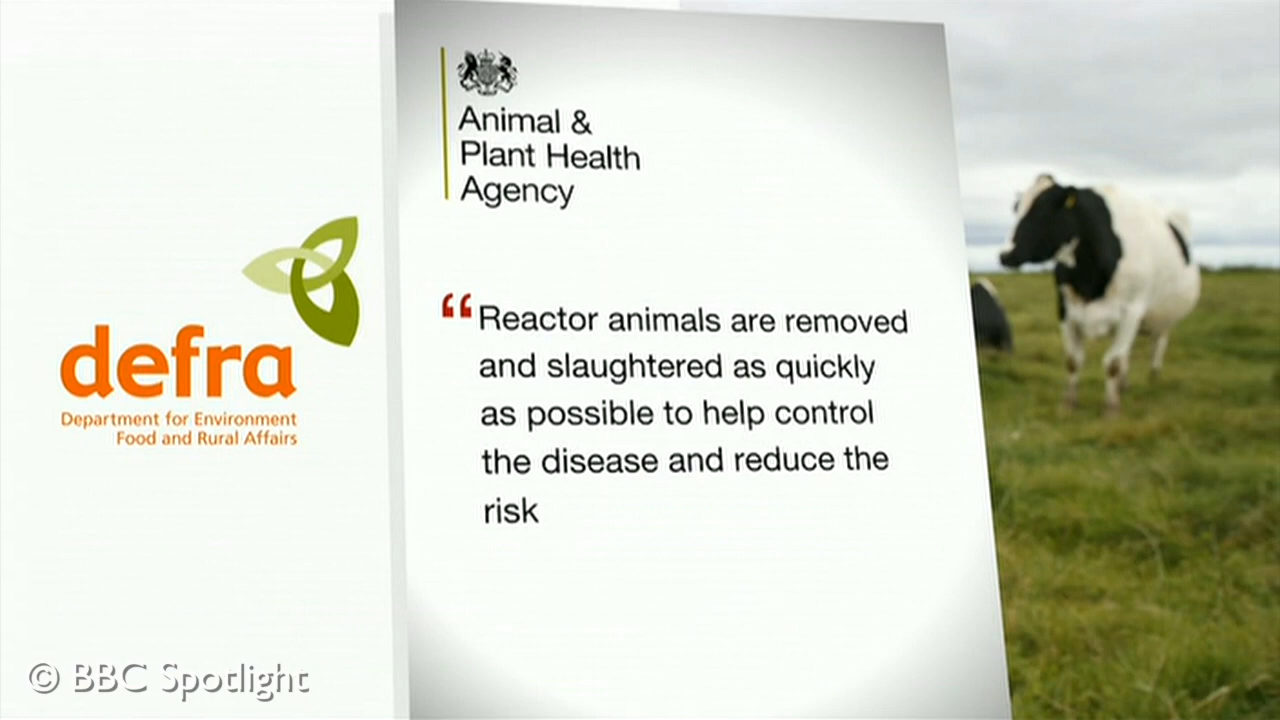 defra
Department for Environment
Food and Rural Affairs
Animal &
Plant Health
Agency
“Reactor animals are removed
and slaughtered as quickly
as possible to help control
the disease and reduce the
risk
© BBC Spotlight